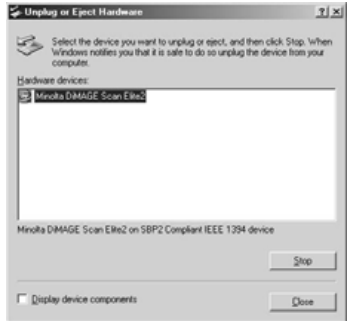 Unplug or Eject Hardware
Select the device you want to unplug or eject, and then click Stop. When
Windows notifies you that it is safe to do so unplug the device from your
computer.
Hardware devices:
Minolta DiMAGE Scan Elite2
Minolta DiMAGE Scan Elite2 on SBP2 Compliant IEEE 1394 device
Stop
Display device components
Close